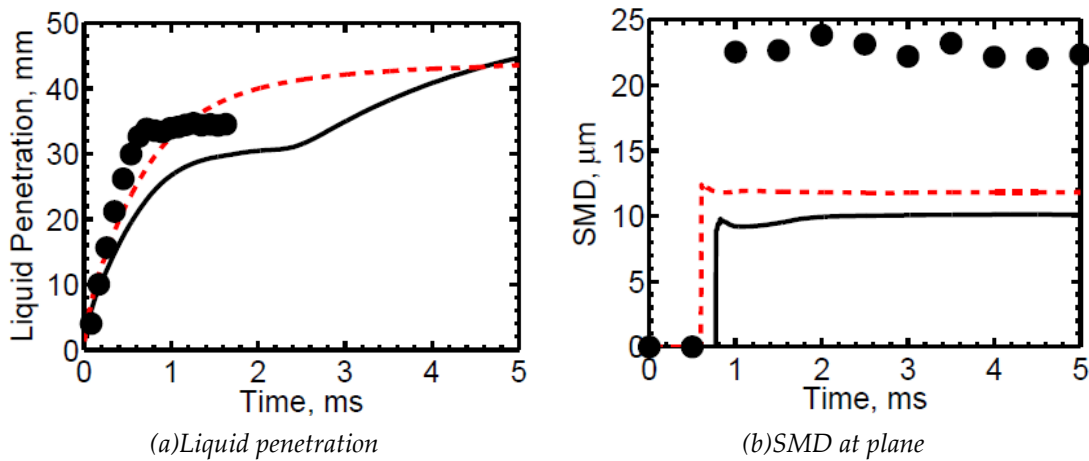 50
40
30
20
10
0
Liquid Penetration, mm
0 1 2 3 4 5
Time, ms
(a)Liquid penetration
25
20
15
10
5
0
SMD, μm
0 1 2 3 4 5
Time, ms
(b)SMD at plane